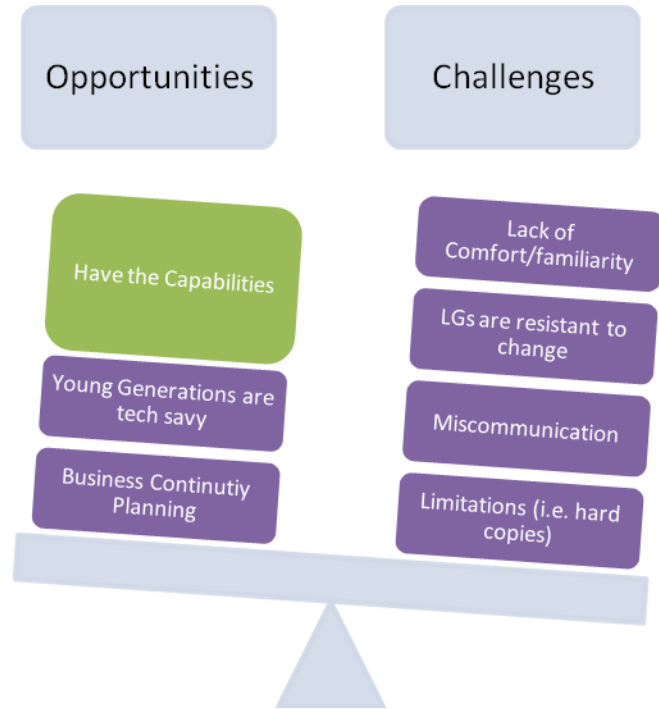 Opportunities
Challenges
Have the Capabilities
Young Generations are
tech savy
Business Continutiy
Planning
Lack of
Comfort/familiarity
LGs are resistant to
change
Miscommunication
Limitations (i.e. hard
copies)